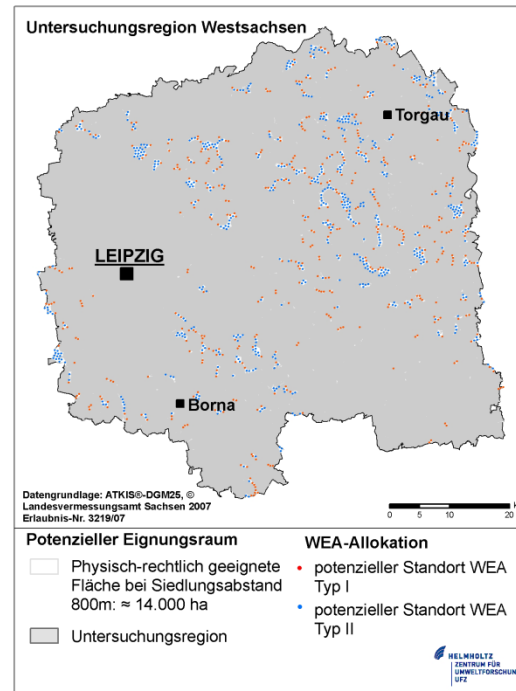 Untersuchungsregion Westsachsen
Torgau
LEIPZIG
Borna
Datengrundlage: ATKIS®-DGM25, ©
Landesvermessungsamt Sachsen 2007
Erlaubnis-Nr. 3219/07
0 5 10 20 k
Potenzieller Eignungsraum
Physisch-rechtlich geeignete
Fläche bei Siedlungsabstand
800m: ≈ 14.000 ha
Untersuchungsregion
WEA-Allokation
potenzieller Standort WEA
Typ I
potenzieller Standort WEA
Typ II
HELMHOLTZ
ZENTRUM FÜR
UMWELTFORSCHUNG
UFZ